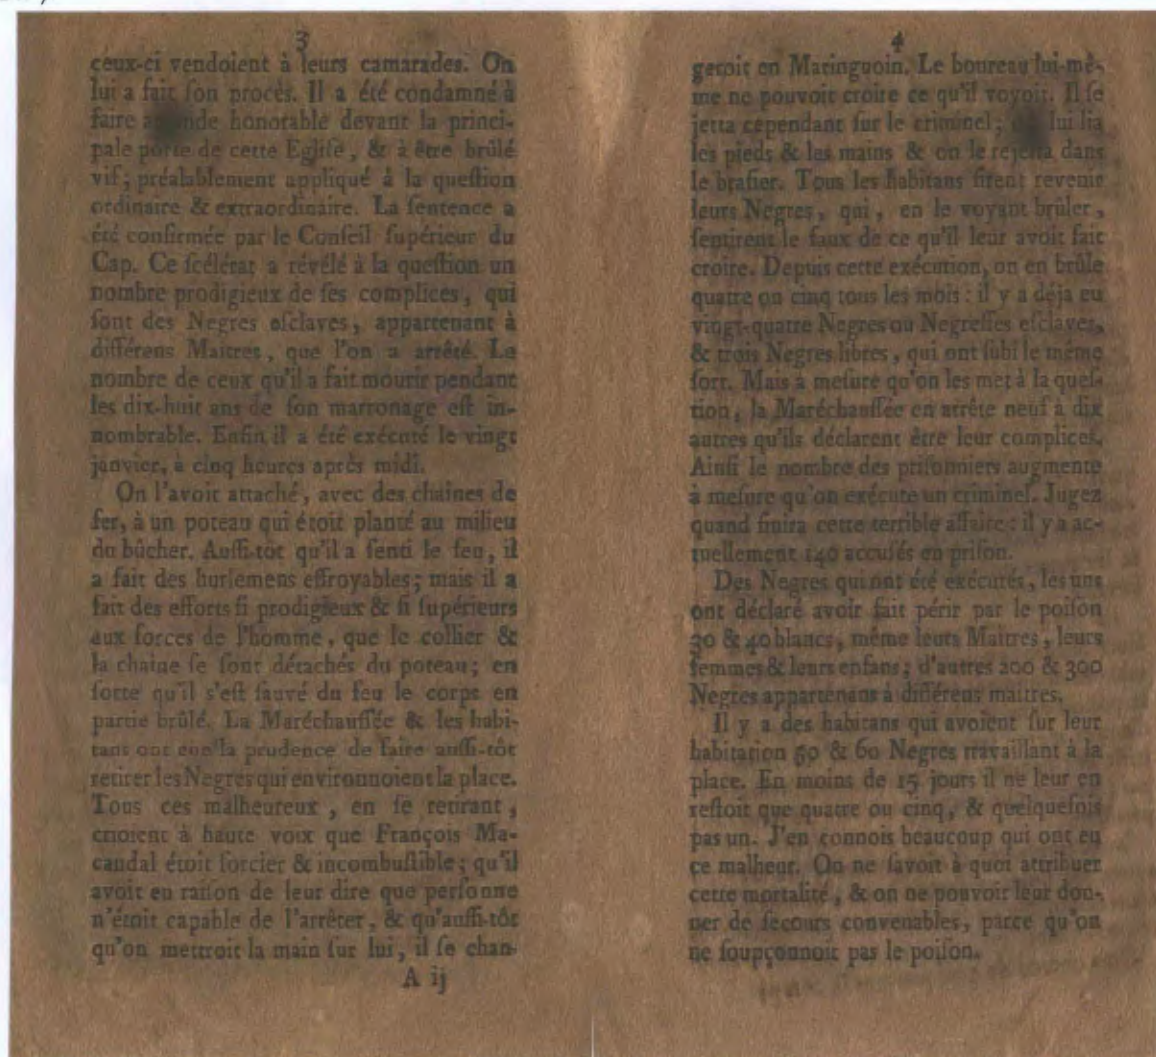 3
ceux-ci vendoient à leurs camarades. On
lui a fait ſon procès. Il a été condamné à
faire honorable devant la princi-
pale porte de cette Egliſe, & à être brûlé
vif; préalablement appliqué à la queſtion
ordinaire & extraordinaire. La ſentence a
été confirmée par le Conſeil ſupérieur du
Cap. Ce ſcélérat a révélé à la queſtion un
nombre prodigieux de ſes complices, qui
ſont des Negres eſclaves, appartenant à
différens Maîtres, que l'on a arrêté. Le
nombre de ceux qu'il a fait mourir pendant
les dix-huit ans de ſon marronage eſt in-
nombrable. Enfin il a été exécuté le vingt
janvier, à cinq heures après midi.
On l'avoit attaché, avec des chaînes de
fer, à un poteau qui étoit planté au milieu
du bûcher. Auſſi-tôt qu'il a ſenti le feu, il
a fait des hurlemens effroyables; mais il a
fait des efforts ſi prodigieux & ſi ſupérieurs
aux forces de l'homme, que le collier &
la chaîne ſe ſont détachés du poteau; en
ſorte qu'il s'eſt ſauvé du feu le corps en
partie brûlé. La Maréchauſſée & les habi-
tans ont la prudence de faire auſſi-tôt
retirer les Negres qui environnoient la place.
Tous ces malheureux, en ſe retirant,
crioient à haute voix que François Ma-
caudal étoit ſorcier & incombuſtible; qu'il
avoit eu raiſon de leur dire que perſonne
n'étoit capable de l'arrêter, & qu'auſſi-tôt
qu'on mettroit la main ſur lui, il ſe chan-
A ij
4
geroit en Maringuoin. Le boureau lui-mê-
me ne pouvoit croire ce qu'il voyoit. Il ſe
jetta cependant ſur le criminel; lui lia
les pieds & les mains & on le rejetta dans
le braſier. Tous les habitans firent revenir
leurs Negres, qui, en le voyant brûler,
ſentirent le faux de ce qu'il leur avoit fait
croire. Depuis cette exécution, on en brûle
quatre ou cinq tous les mois: il y a déja eu
vingt-quatre Negres ou Negreſſes eſclaves,
& trois Negres libres, qui ont ſubi le même
ſort. Mais à meſure qu'on les met à la queſ-
tion, la Maréchauſſée en arrête neuf à dix
autres qu'ils déclarent être leur complices.
Ainſi le nombre des priſonniers augmente
à meſure qu'on exécute un criminel. Jugez
quand finira cette terrible affaire: il y a ac-
tuellement 140 accuſés en priſon.
Des Negres qui ont été exécutés, les uns
ont déclaré avoir fait périr par le poiſon
30 & 40 blancs, même leurs Maîtres, leurs
femmes & leurs enfans; d'autres 200 & 300
Negres appartenans à différens maîtres.
Il y a des habitans qui avoient ſur leur
habitation 50 & 60 Negres travaillant à la
place. En moins de 15 jours il ne leur en
reſtoit que quatre ou cinq, & quelquefois
pas un. J'en connois beaucoup qui ont eu
ce malheur. On ne ſavoit à quoi attribuer
cette mortalité, & on ne pouvoit leur don-
ner de ſecours convenables, parce qu'on
ne ſoupçonnoit pas le poiſon.